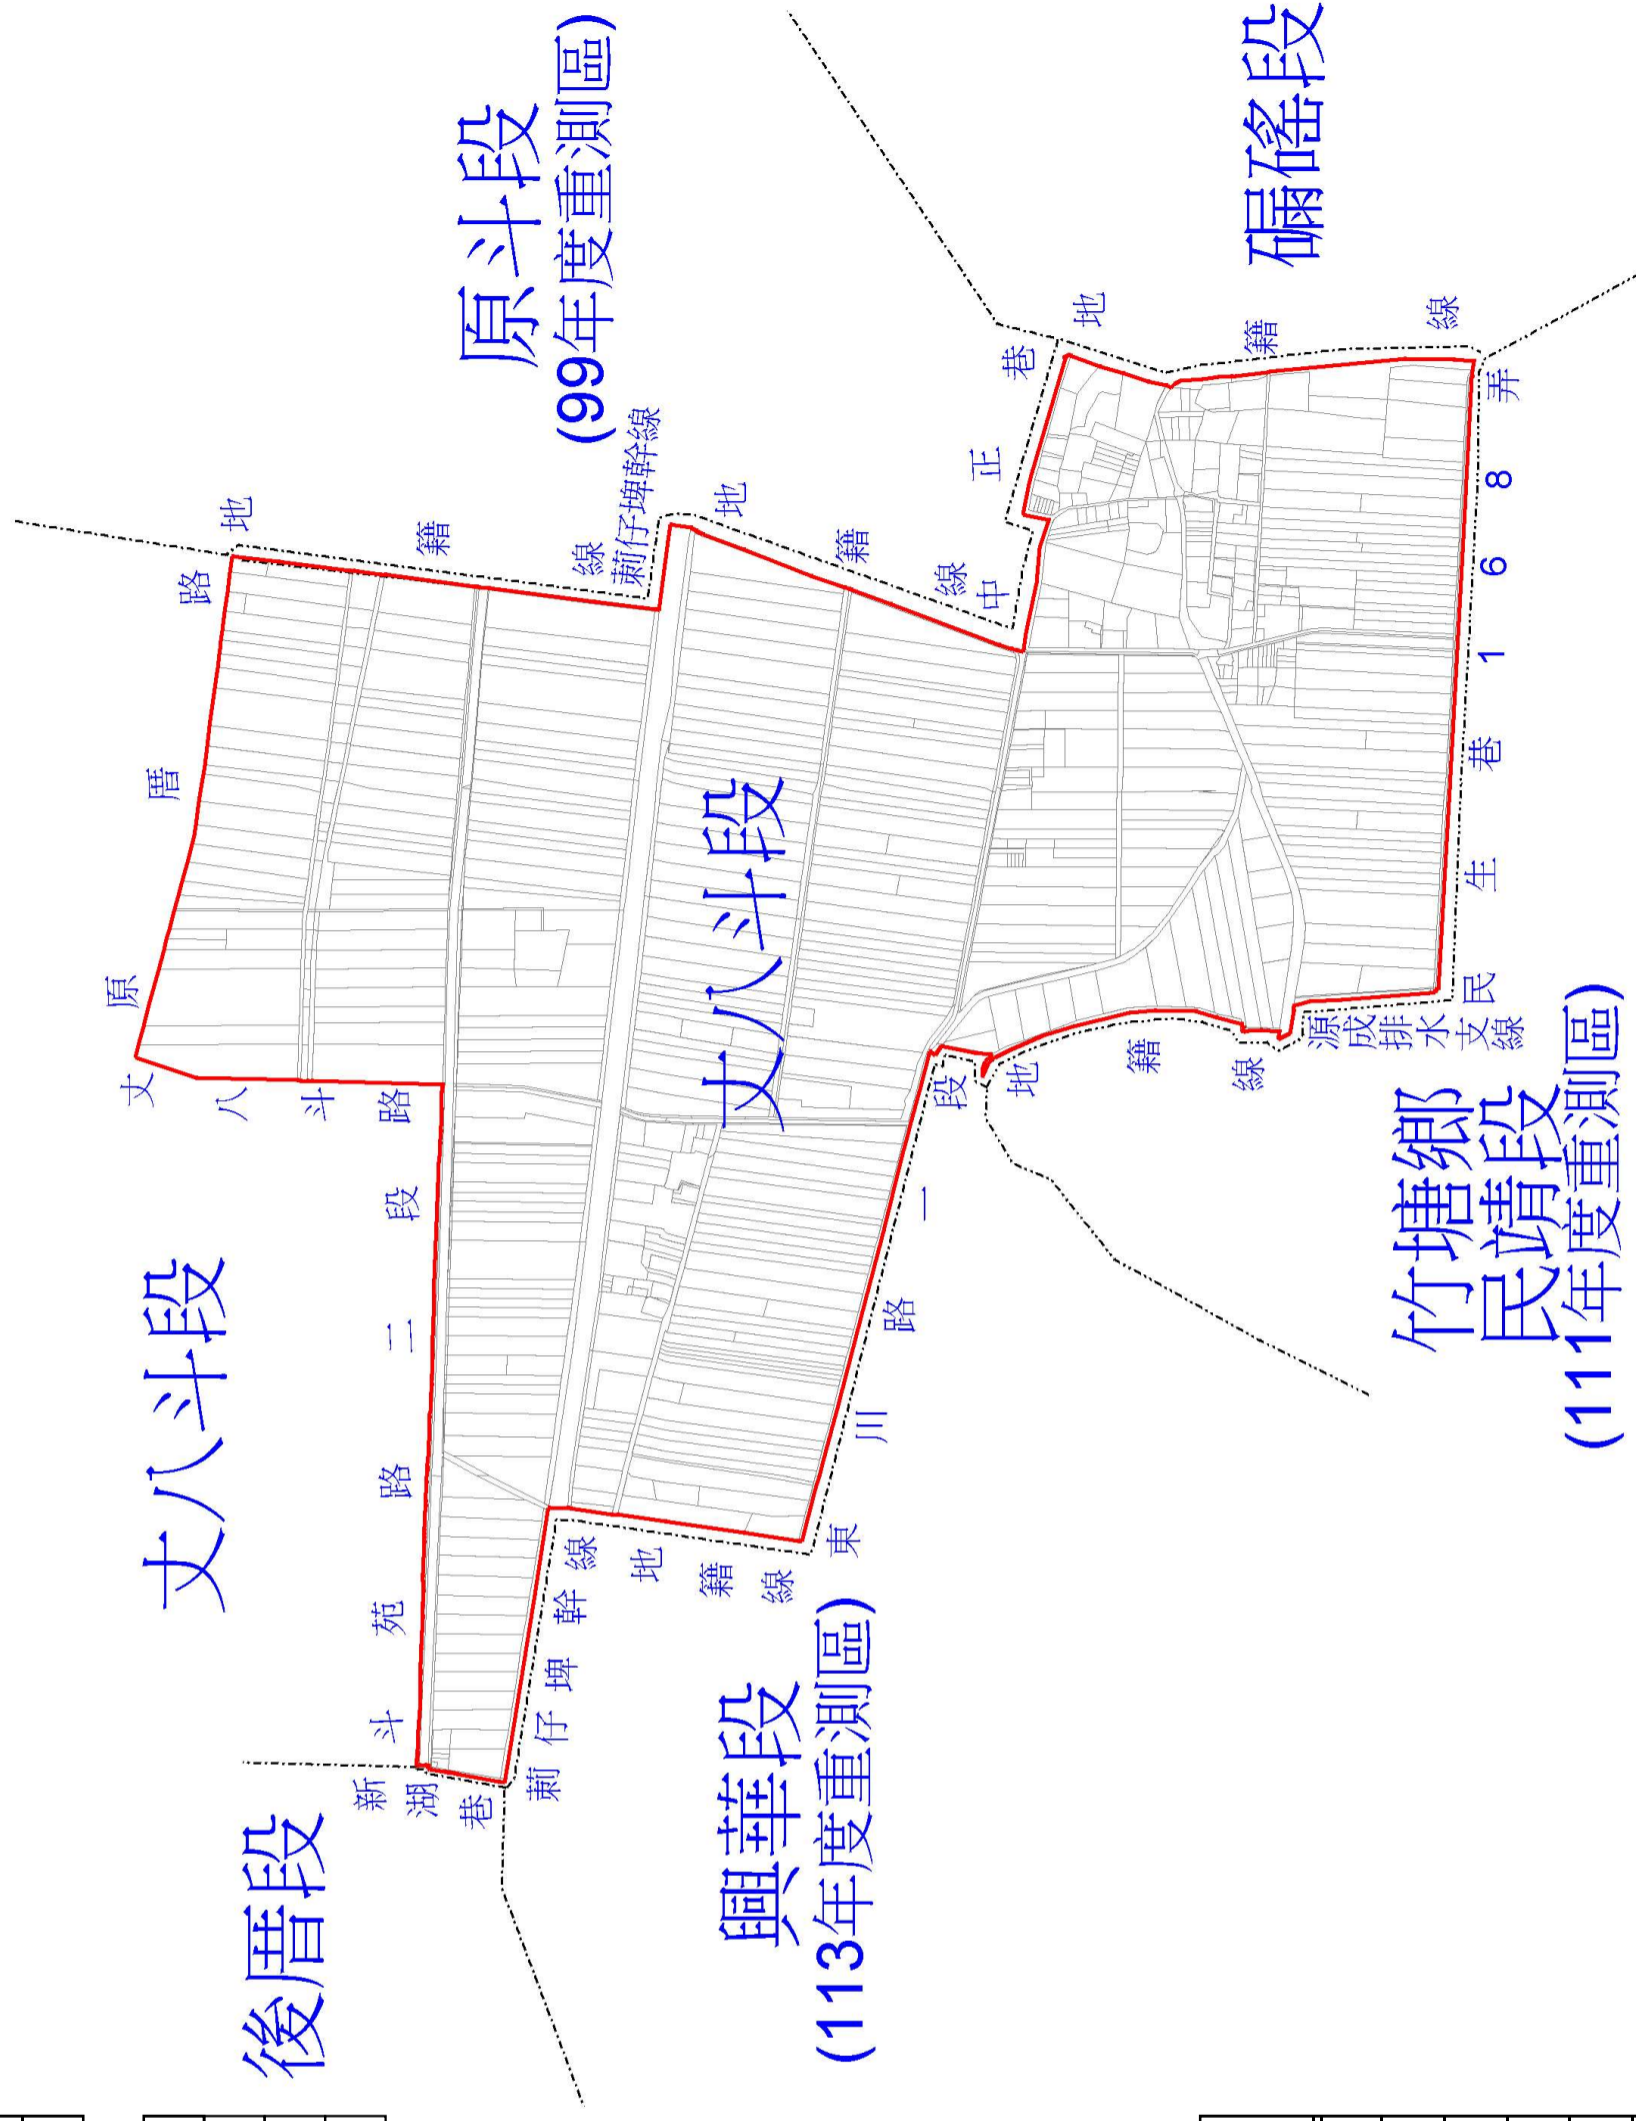 丈八斗段
原厝路
丈八斗路
後厝段
斗苑路二段
新湖巷
地籍線
原斗段
(99年度重測區)
莿仔埤幹線
莿仔埤幹線
地籍線
丈八斗段
地籍線
興華段
(113年度重測區)
東川路一段
中正巷
地籍線
地籍線
磘段
源成排水支線
民生巷168弄
竹塘鄉
民靖段
(111年度重測區)